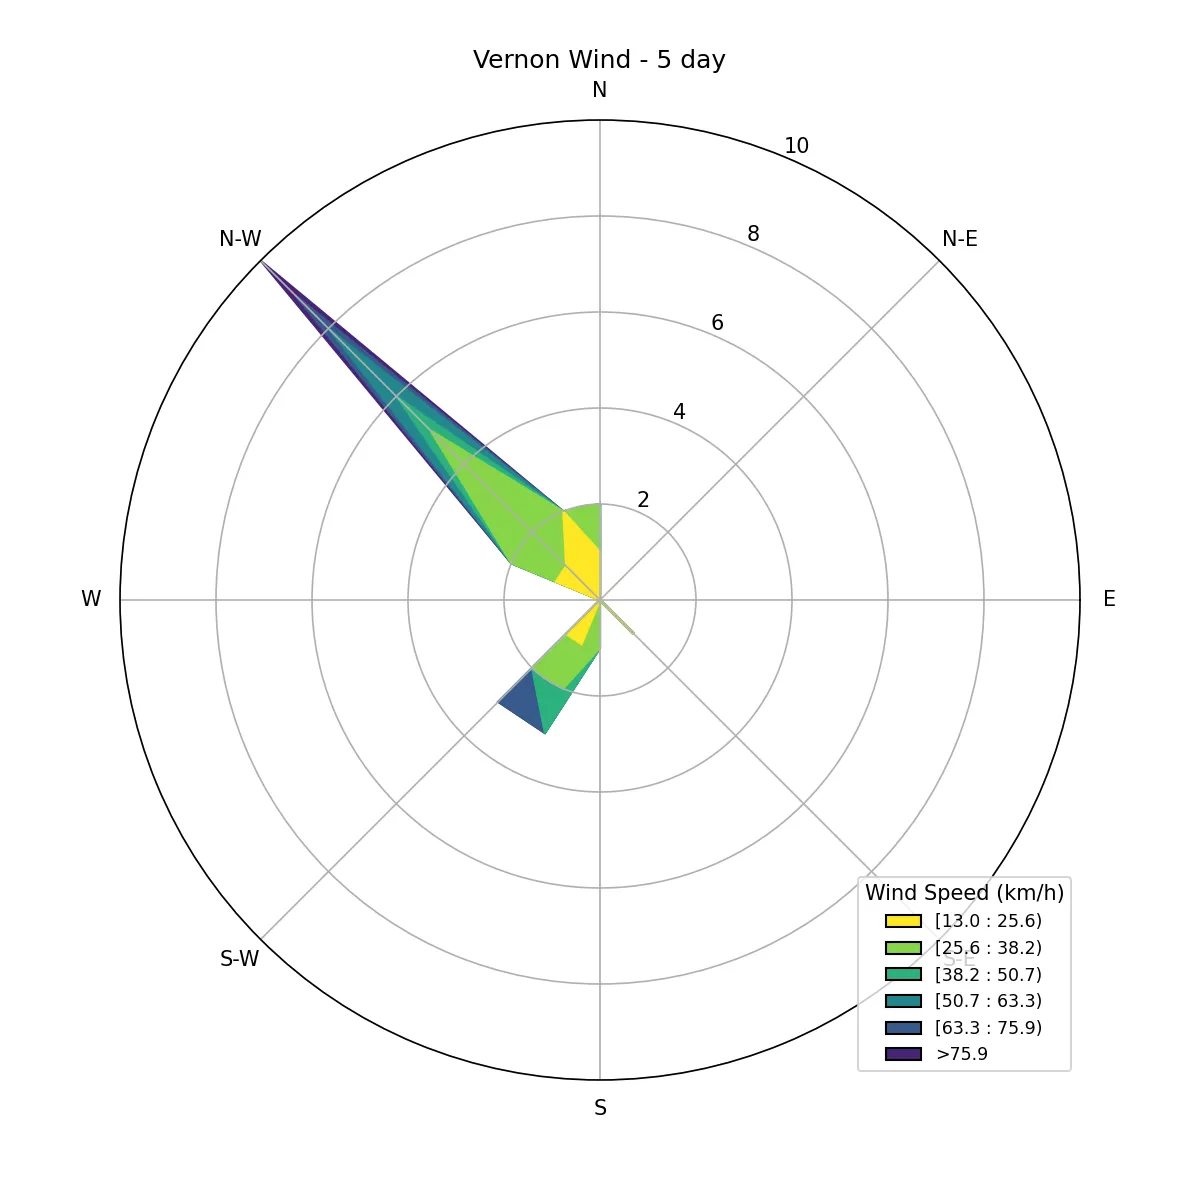 Vernon Wind - 5 day
N
10
N-W
N-E
8
6
4
2
W
E
S-W
S-E
S
Wind Speed (km/h)
[13.0 : 25.6)
[25.6 : 38.2)
[38.2 : 50.7)
[50.7 : 63.3)
[63.3 : 75.9)
>75.9